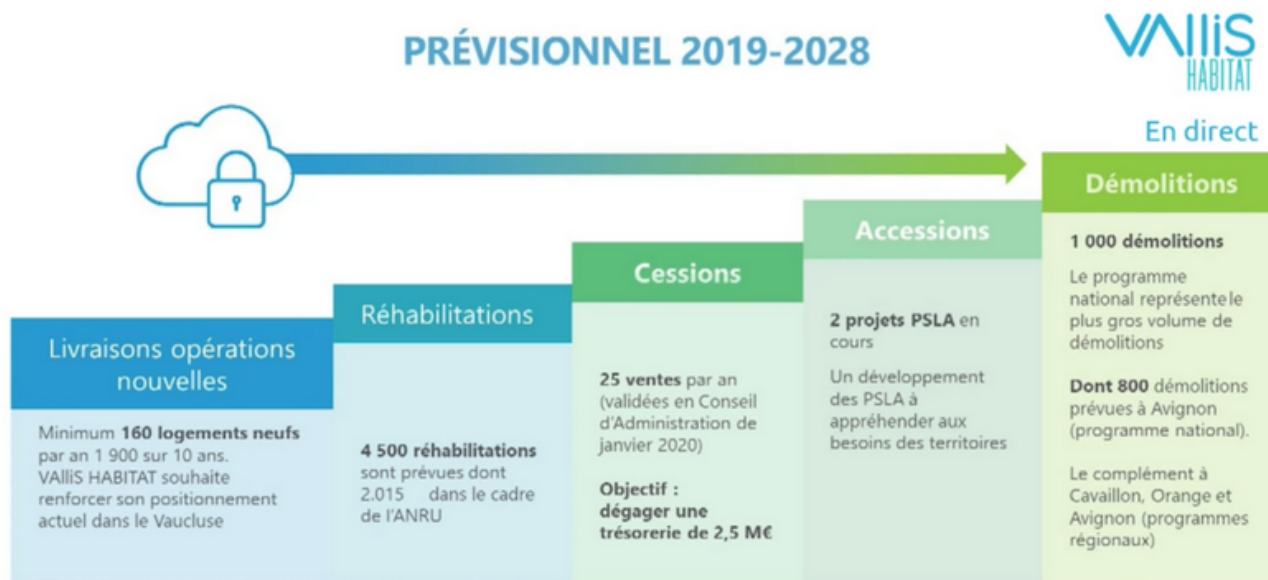 PRÉVISIONNEL 2019-2028
VAlliS
HABITAT
En direct
Livraisons opérations
nouvelles
Minimum 160 logements neufs
par an 1 900 sur 10 ans.
VAlliS HABITAT souhaite
renforcer son positionnement
actuel dans le Vaucluse
Réhabilitations
4 500 réhabilitations
sont prévues dont
2.015 dans le cadre
de l'ANRU
Cessions
25 ventes par an
(validées en Conseil
d'Administration de
janvier 2020)
Objectif :
dégager une
trésorerie de 2,5 M€
Accessions
2 projets PSLA en
cours
Un développement
des PSLA à
appréhender aux
besoins des territoires
Démolitions
1 000 démolitions
Le programme
national représente le
plus gros volume de
démolitions
Dont 800 démolitions
prévues à Avignon
(programme national).
Le complément à
Cavaillon, Orange et
Avignon (programmes
régionaux)